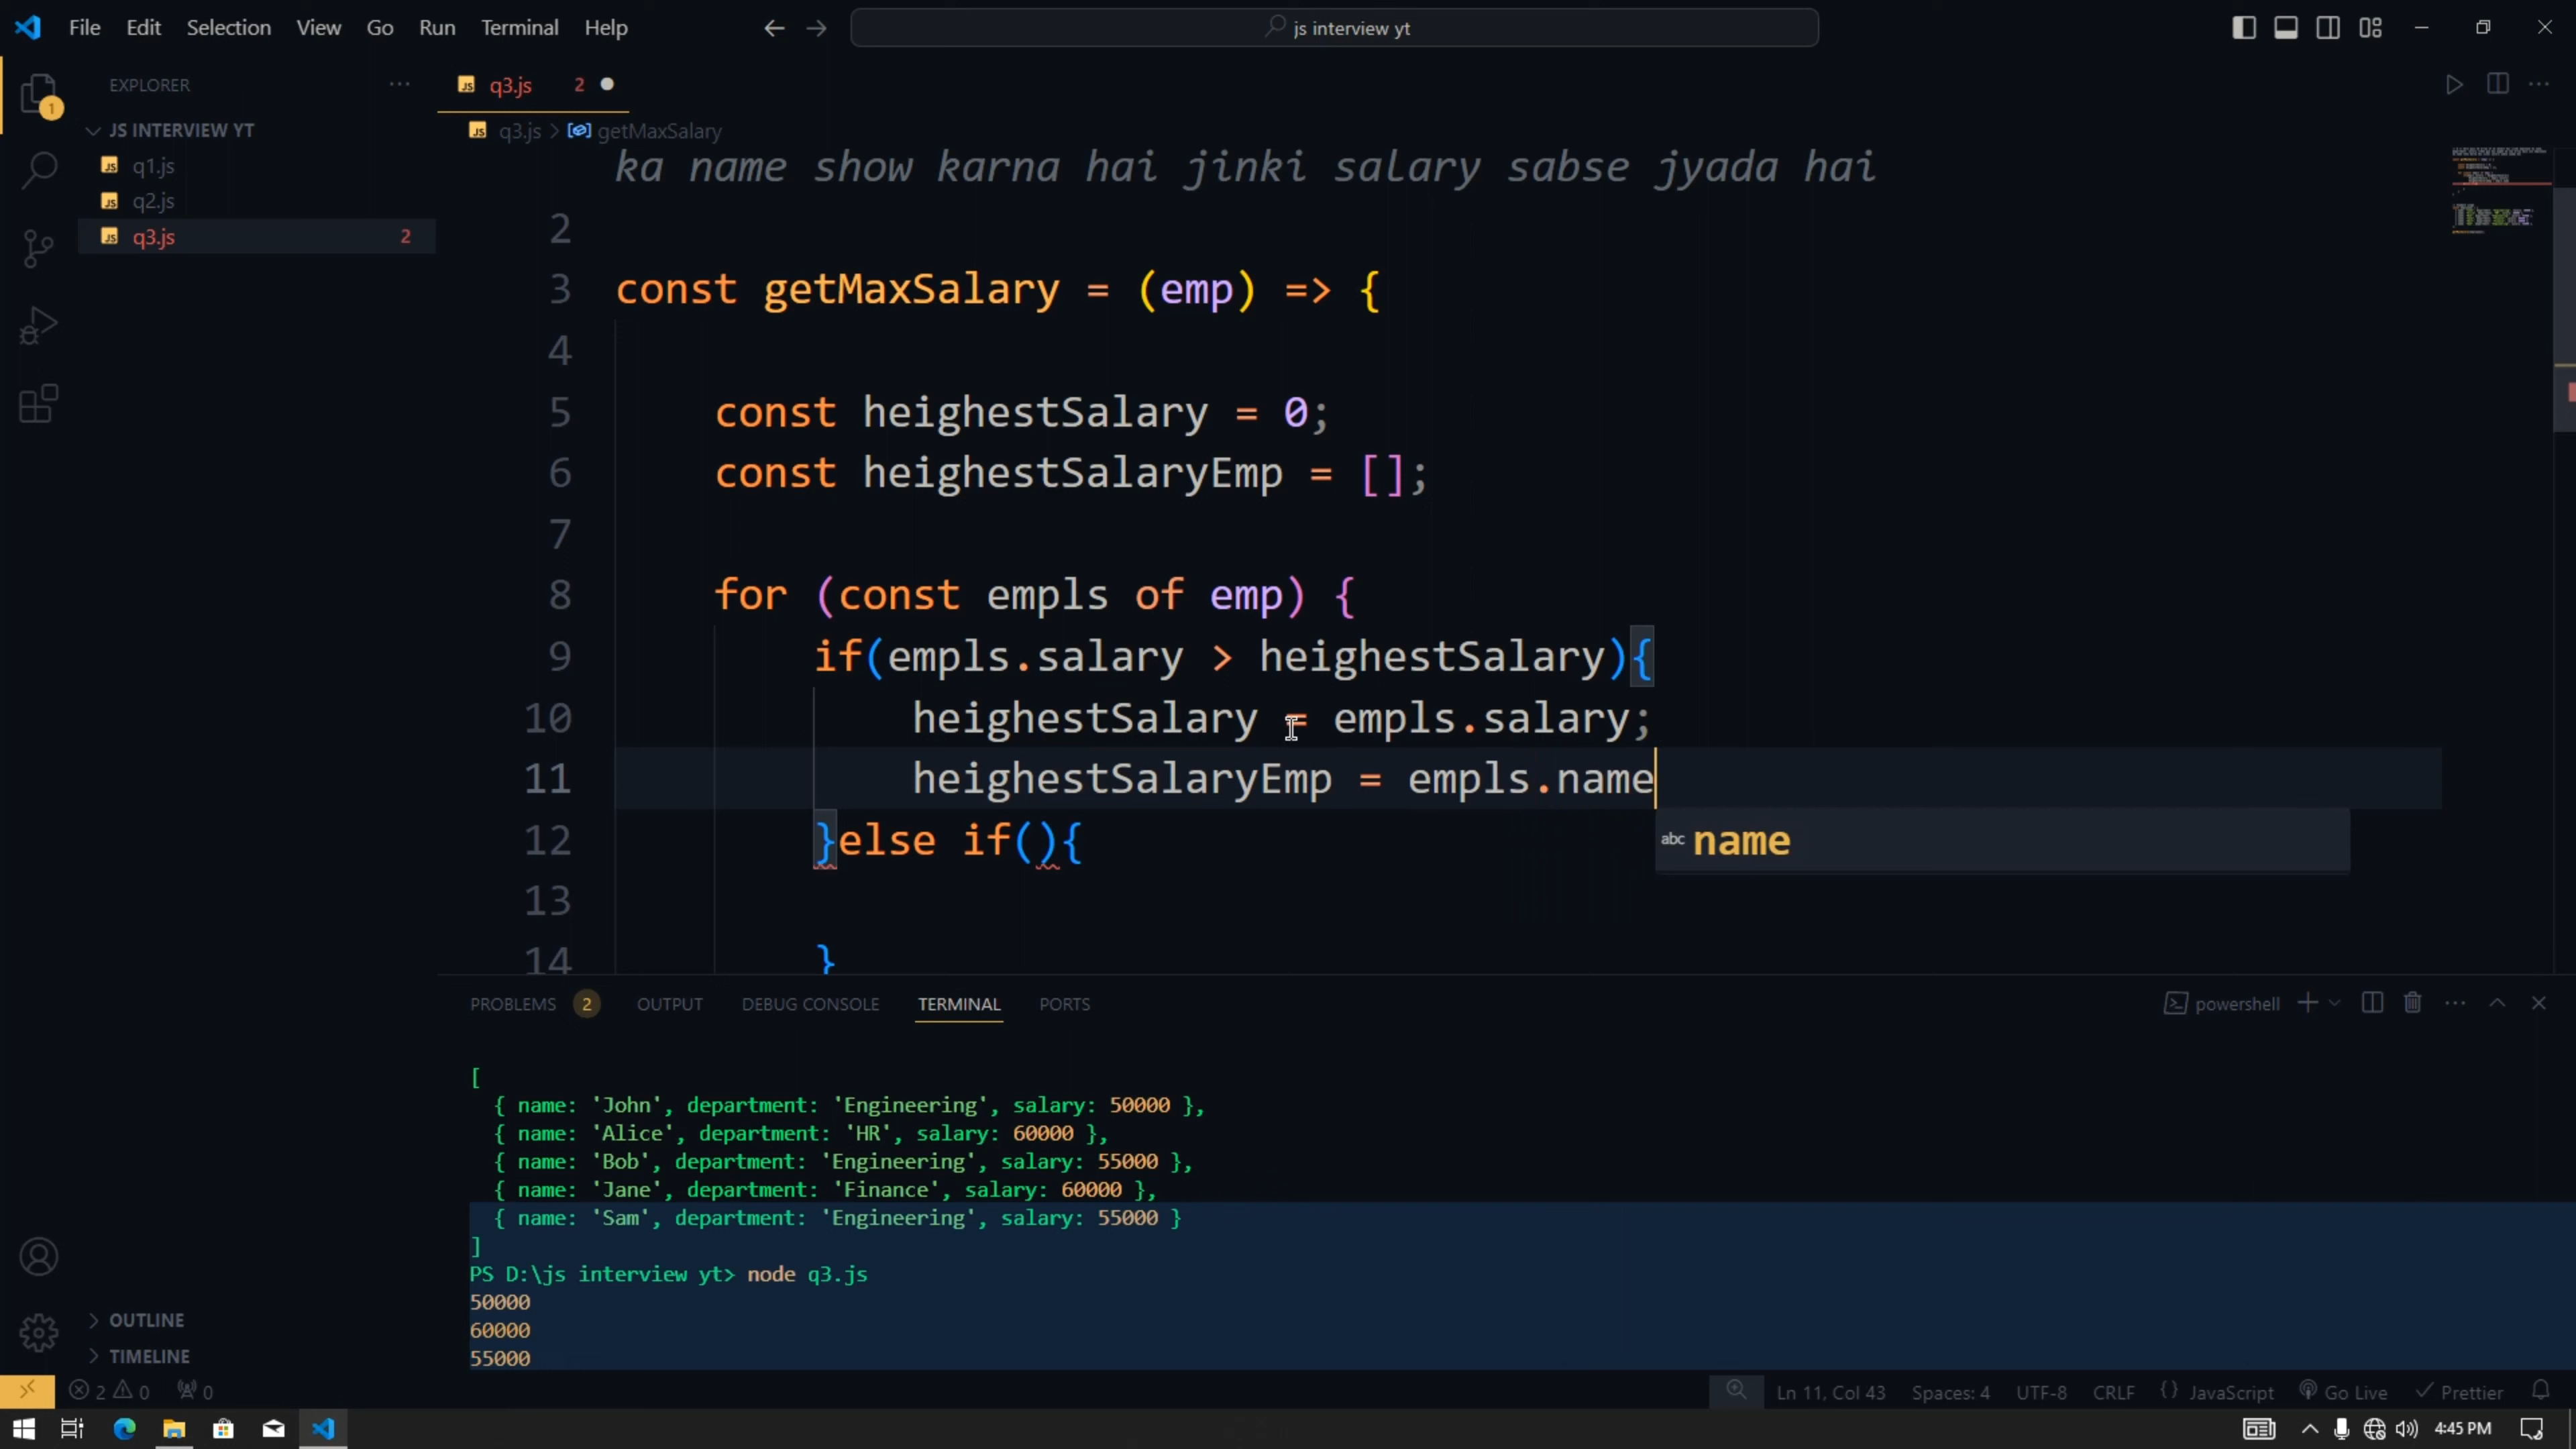 File Edit Selection View Go Run Terminal Help
js interview yt
EXPLORER
JS INTERVIEW YT
q1.js
q2.js
q3.js 2
1
q3.js 2
q3.js > getMaxSalary
ka name show karna hai jinki salary sabse jyada hai
2
3 const getMaxSalary = (emp) => {
4
5 const heighestSalary = 0;
6 const heighestSalaryEmp = [];
7
8 for (const empls of emp) {
9 if(empls.salary > heighestSalary){
10 heighestSalary = empls.salary;
11 heighestSalaryEmp = empls.name
12 }else if(){
abc name
13
14 }
PROBLEMS 2 OUTPUT DEBUG CONSOLE TERMINAL PORTS
powershell
[
{ name: 'John', department: 'Engineering', salary: 50000 },
{ name: 'Alice', department: 'HR', salary: 60000 },
{ name: 'Bob', department: 'Engineering', salary: 55000 },
{ name: 'Jane', department: 'Finance', salary: 60000 },
{ name: 'Sam', department: 'Engineering', salary: 55000 }
]
PS D:\js interview yt> node q3.js
50000
60000
55000
OUTLINE
TIMELINE
2 0 0
Ln 11, Col 43 Spaces: 4 UTF-8 CRLF {} JavaScript Go Live Prettier
4:45 PM